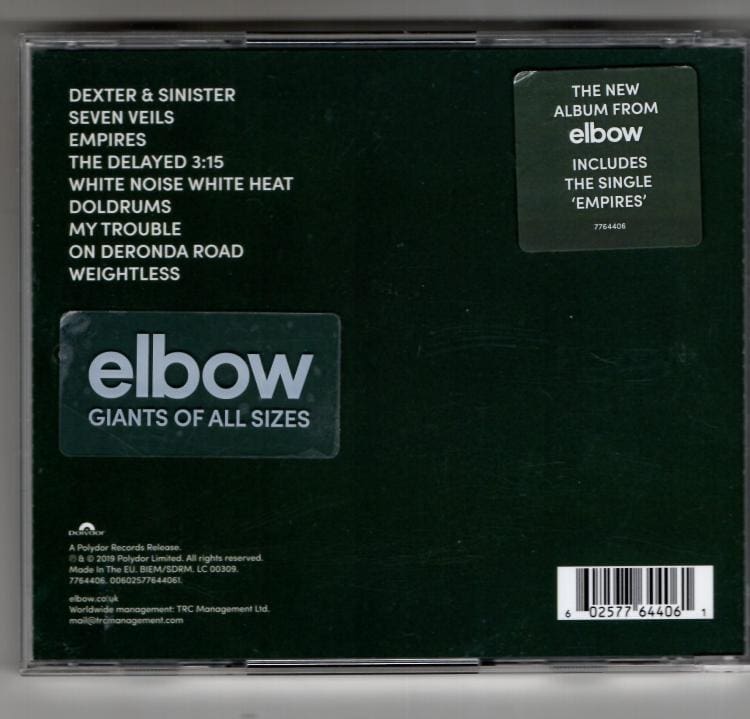 DEXTER & SINISTER
SEVEN VEILS
EMPIRES
THE DELAYED 3:15
WHITE NOISE WHITE HEAT
DOLDRUMS
MY TROUBLE
ON DERONDA ROAD
WEIGHTLESS
THE NEW
ALBUM FROM
elbow
INCLUDES
THE SINGLE
‘EMPIRES’
7764406
elbow
GIANTS OF ALL SIZES
Polydor
A Polydor Records Release.
℗ & © 2019 Polydor Limited. All rights reserved.
Made In The EU. BIEM/SDRM. LC 00309.
7764406. 00602577644061.
elbow.co.uk
Worldwide management: TRC Management Ltd.
mail@trcmanagement.com
6 02577 64406 1